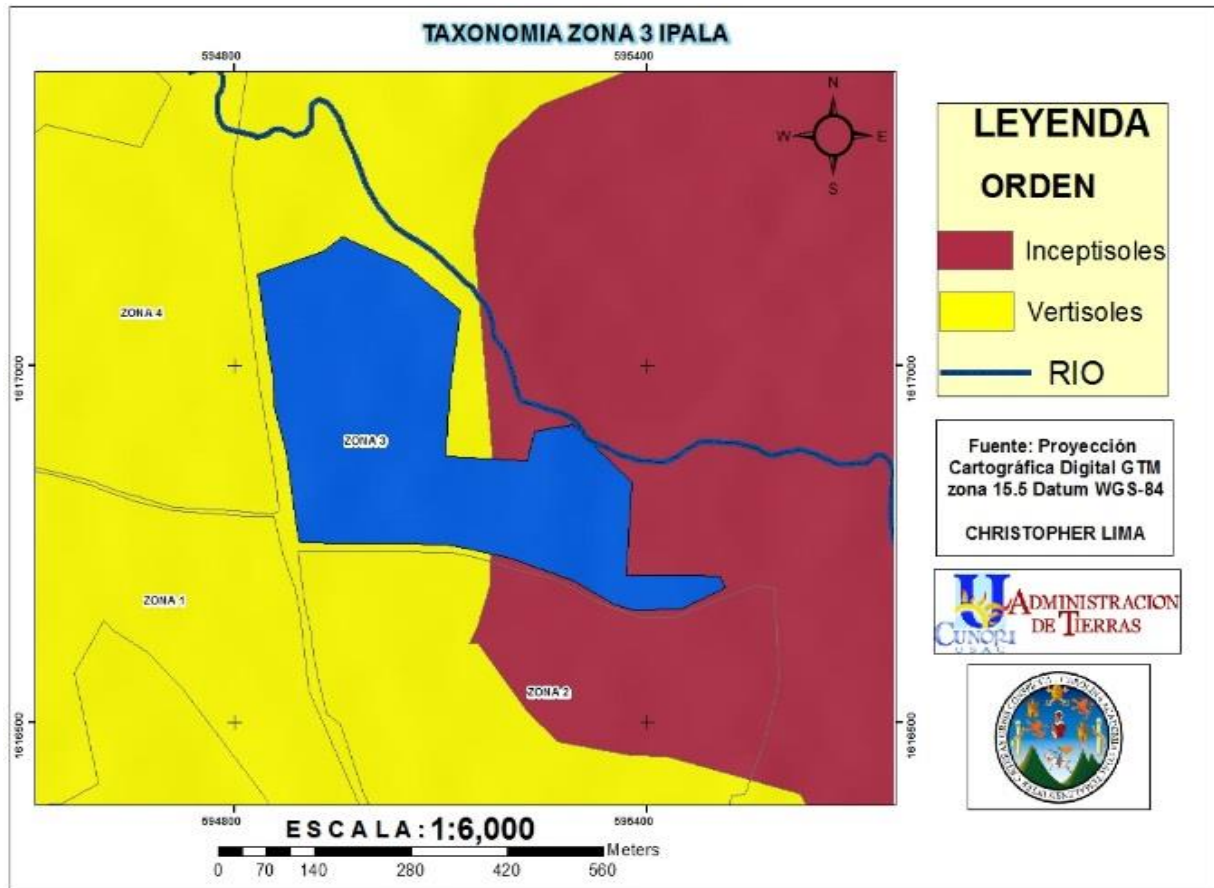 TAXONOMIA ZONA 3 IPALA
594800 595400
N
W E
S
ZONA 4
1617000 1617000
ZONA 3
ZONA 1
ZONA 2
594800 595400
LEYENDA
ORDEN
Inceptisoles
Vertisoles
RIO
Fuente: Proyección
Cartográfica Digital GTM
zona 15.5 Datum WGS-84
CHRISTOPHER LIMA
U
CUNORI
USAC
ADMINISTRACION
DE TIERRAS
ESCALA: 1:6,000
Meters
0 70 140 280 420 560